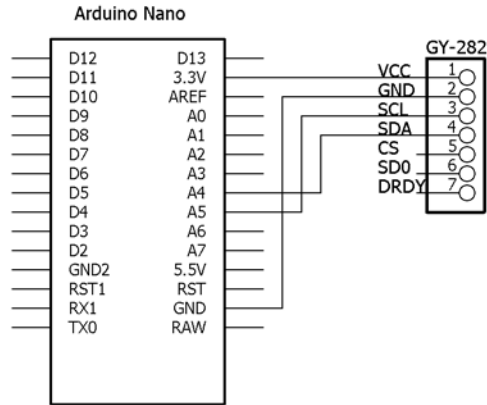 Arduino Nano
GY-282
D12 D13
D11 3.3V
D10 AREF
D9 A0
D8 A1
D7 A2
D6 A3
D5 A4
D4 A5
D3 A6
D2 A7
GND2 5.5V
RST1 RST
RX1 GND
TX0 RAW
VCC 1
GND 2
SCL 3
SDA 4
CS 5
SD0 6
DRDY 7